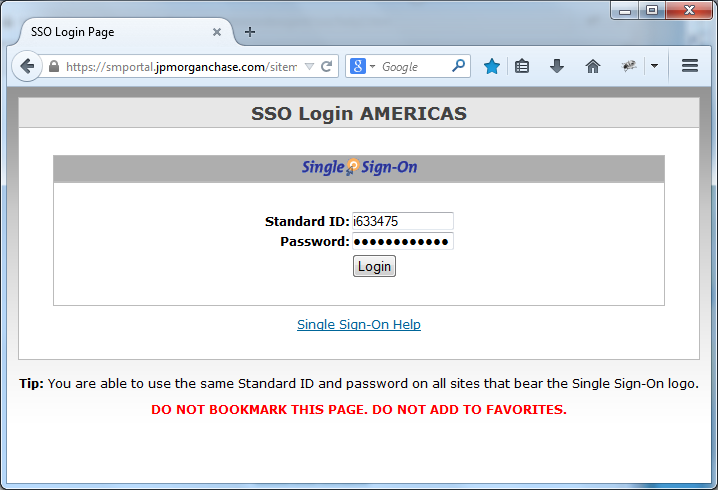 SSO Login Page
https://smportal.jpmorganchase.com/sitem
Google
SSO Login AMERICAS
Single Sign-On
Standard ID: i633475
Password: ●●●●●●●●●●●●
Login
Single Sign-On Help
Tip: You are able to use the same Standard ID and password on all sites that bear the Single Sign-On logo.
DO NOT BOOKMARK THIS PAGE. DO NOT ADD TO FAVORITES.